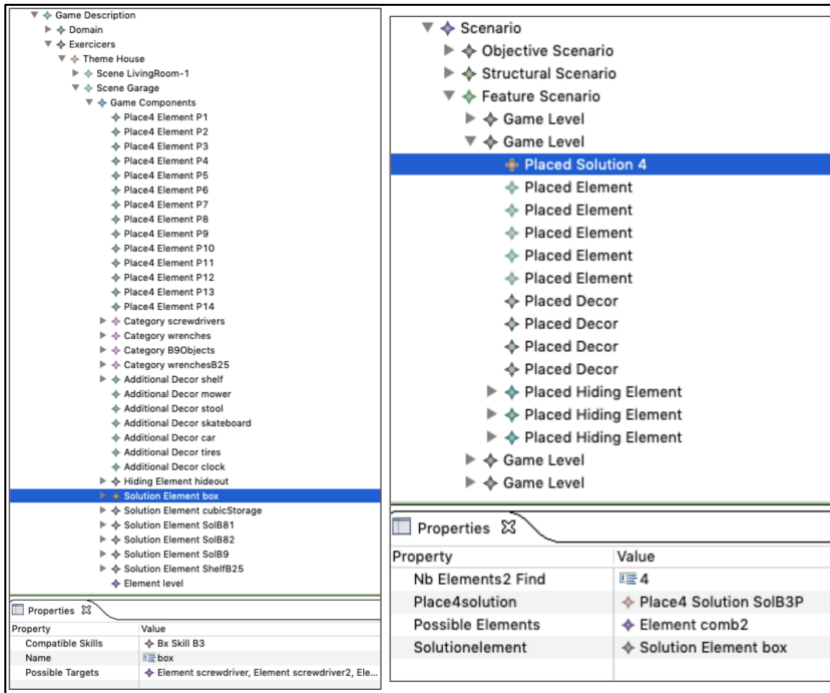 Game Description
Domain
Exercicers
Theme House
Scene LivingRoom-1
Scene Garage
Game Components
Place4 Element P1
Place4 Element P2
Place4 Element P3
Place4 Element P4
Place4 Element P5
Place4 Element P6
Place4 Element P7
Place4 Element P8
Place4 Element P9
Place4 Element P10
Place4 Element P11
Place4 Element P12
Place4 Element P13
Place4 Element P14
Category screwdrivers
Category wrenches
Category B9Objects
Category wrenchesB25
Additional Decor shelf
Additional Decor mower
Additional Decor stool
Additional Decor skateboard
Additional Decor car
Additional Decor tires
Additional Decor clock
Hiding Element hideout
Solution Element box
Solution Element cubicStorage
Solution Element SolB81
Solution Element SolB82
Solution Element SolB9
Solution Element ShelfB25
Element level
Properties
Property Value
Compatible Skills Bx Skill B3
Name box
Possible Targets Element screwdriver, Element screwdriver2, Ele...
Scenario
Objective Scenario
Structural Scenario
Feature Scenario
Game Level
Game Level
Placed Solution 4
Placed Element
Placed Element
Placed Element
Placed Element
Placed Element
Placed Decor
Placed Decor
Placed Decor
Placed Decor
Placed Hiding Element
Placed Hiding Element
Placed Hiding Element
Game Level
Game Level
Properties
Property Value
Nb Elements2 Find 4
Place4solution Place4 Solution SolB3P
Possible Elements Element comb2
Solutionelement Solution Element box